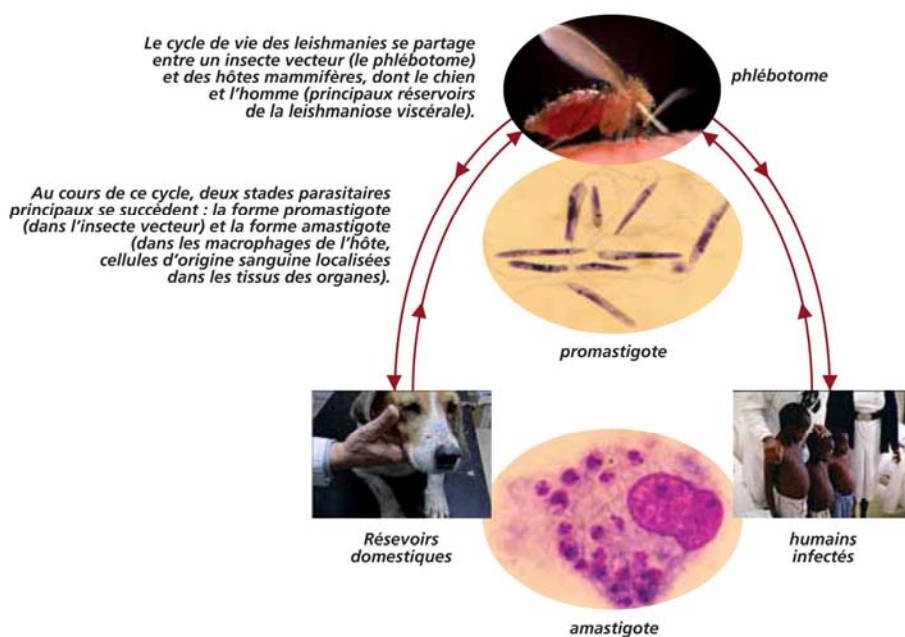 Le cycle de vie des leishmanies se partage
entre un insecte vecteur (le phlébotome)
et des hôtes mammifères, dont le chien
et l'homme (principaux réservoirs
de la leishmaniose viscérale).
phlébotome
Au cours de ce cycle, deux stades parasitaires
principaux se succèdent : la forme promastigote
(dans l'insecte vecteur) et la forme amastigote
(dans les macrophages de l'hôte,
cellules d'origine sanguine localisées
dans les tissus des organes).
promastigote
Résevoirs
domestiques
humains
infectés
amastigote